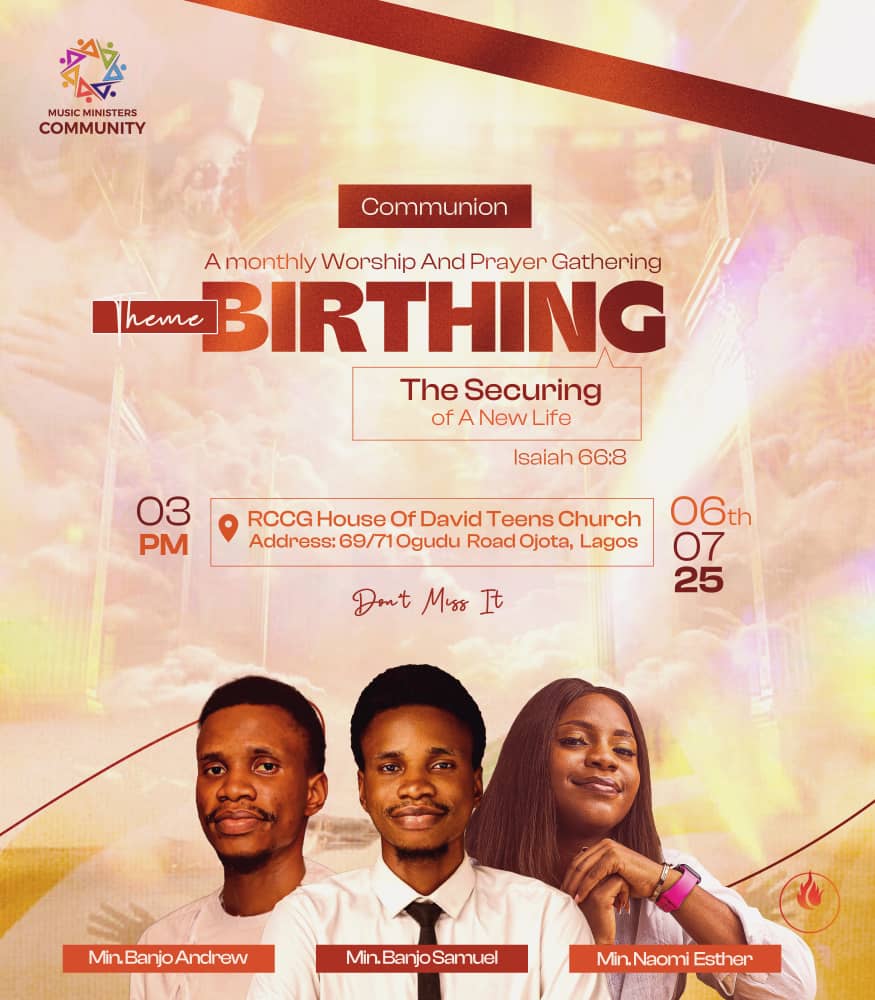 MUSIC MINISTERS
COMMUNITY
Communion
A monthly Worship And Prayer Gathering
Theme
BIRTHING
The Securing
of A New Life
Isaiah 66:8
03
PM
RCCG House Of David Teens Church
Address: 69/71 Ogudu Road Ojota, Lagos
06th
07
25
Don't Miss It
Min. Banjo Andrew
Min. Banjo Samuel
Min. Naomi Esther